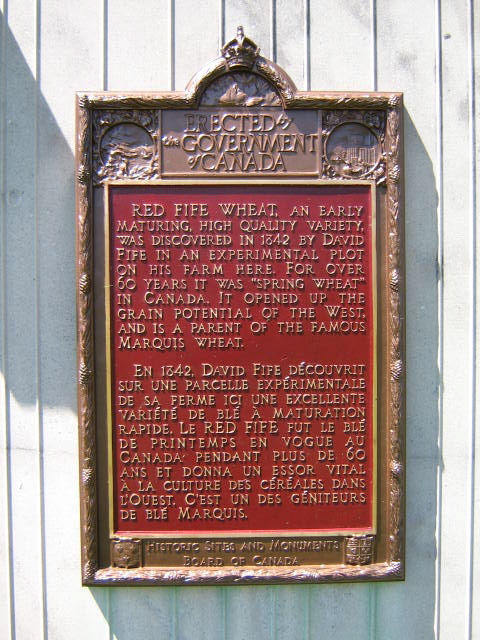 ERECTED by
the GOVERNMENT
of CANADA
RED FIFE WHEAT, AN EARLY
MATURING, HIGH QUALITY VARIETY,
WAS DISCOVERED IN 1842 BY DAVID
FIFE IN AN EXPERIMENTAL PLOT
ON HIS FARM HERE. FOR OVER
60 YEARS IT WAS "SPRING WHEAT"
IN CANADA. IT OPENED UP THE
GRAIN POTENTIAL OF THE WEST,
AND IS A PARENT OF THE FAMOUS
MARQUIS WHEAT.
EN 1842, DAVID FIFE DÉCOUVRIT
SUR UNE PARCELLE EXPÉRIMENTALE
DE SA FERME ICI UNE EXCELLENTE
VARIÉTÉ DE BLÉ À MATURATION
RAPIDE. LE RED FIFE FUT LE BLÉ
DE PRINTEMPS EN VOGUE AU
CANADA PENDANT PLUS DE 60
ANS ET DONNA UN ESSOR VITAL
À LA CULTURE DES CÉRÉALES DANS
L'OUEST. C'EST UN DES GÉNITEURS
DE BLÉ MARQUIS.
HISTORIC SITES AND MONUMENTS
BOARD OF CANADA